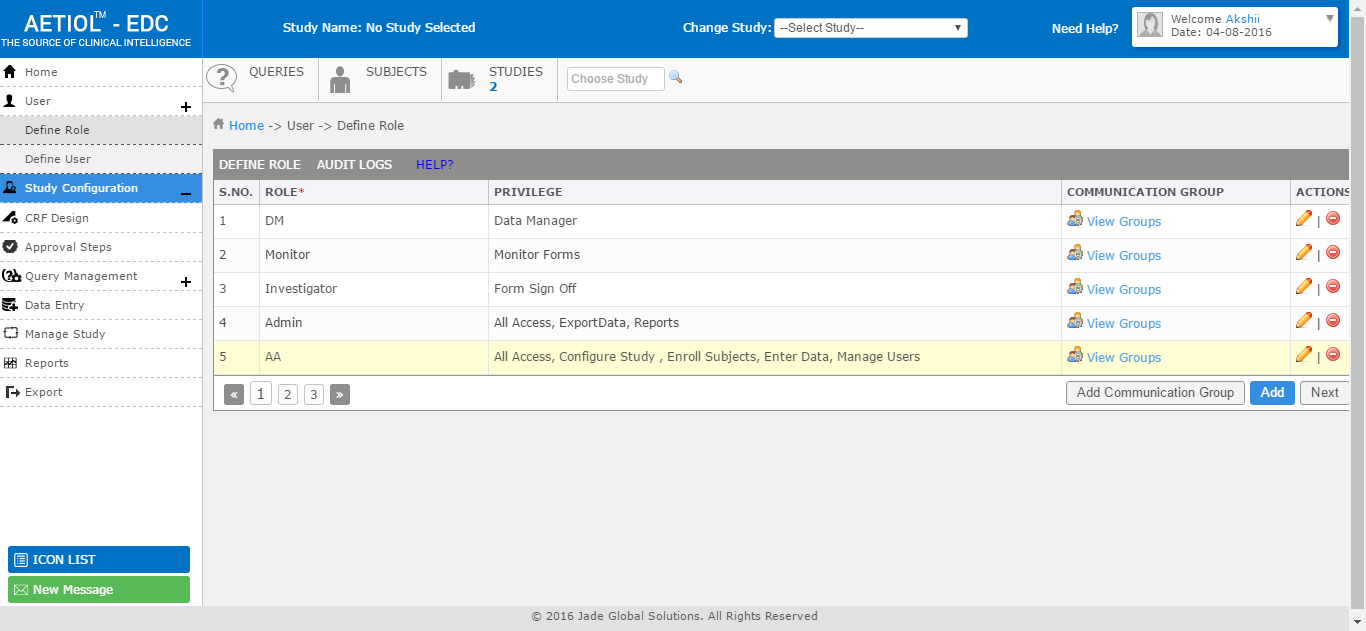 AETIOL™ - EDC
THE SOURCE OF CLINICAL INTELLIGENCE
Study Name: No Study Selected
Change Study: --Select Study--
Need Help?
Welcome Akshii
Date: 04-08-2016
Home
User
Define Role
Define User
Study Configuration
CRF Design
Approval Steps
Query Management
Data Entry
Manage Study
Reports
Export
ICON LIST
New Message
QUERIES
SUBJECTS
STUDIES
2
Choose Study
Home -> User -> Define Role
DEFINE ROLE AUDIT LOGS HELP?
S.NO. ROLE* PRIVILEGE COMMUNICATION GROUP ACTIONS
1 DM Data Manager View Groups |
2 Monitor Monitor Forms View Groups |
3 Investigator Form Sign Off View Groups |
4 Admin All Access, ExportData, Reports View Groups |
5 AA All Access, Configure Study , Enroll Subjects, Enter Data, Manage Users View Groups |
« 1 2 3 » Add Communication Group Add Next
© 2016 Jade Global Solutions. All Rights Reserved